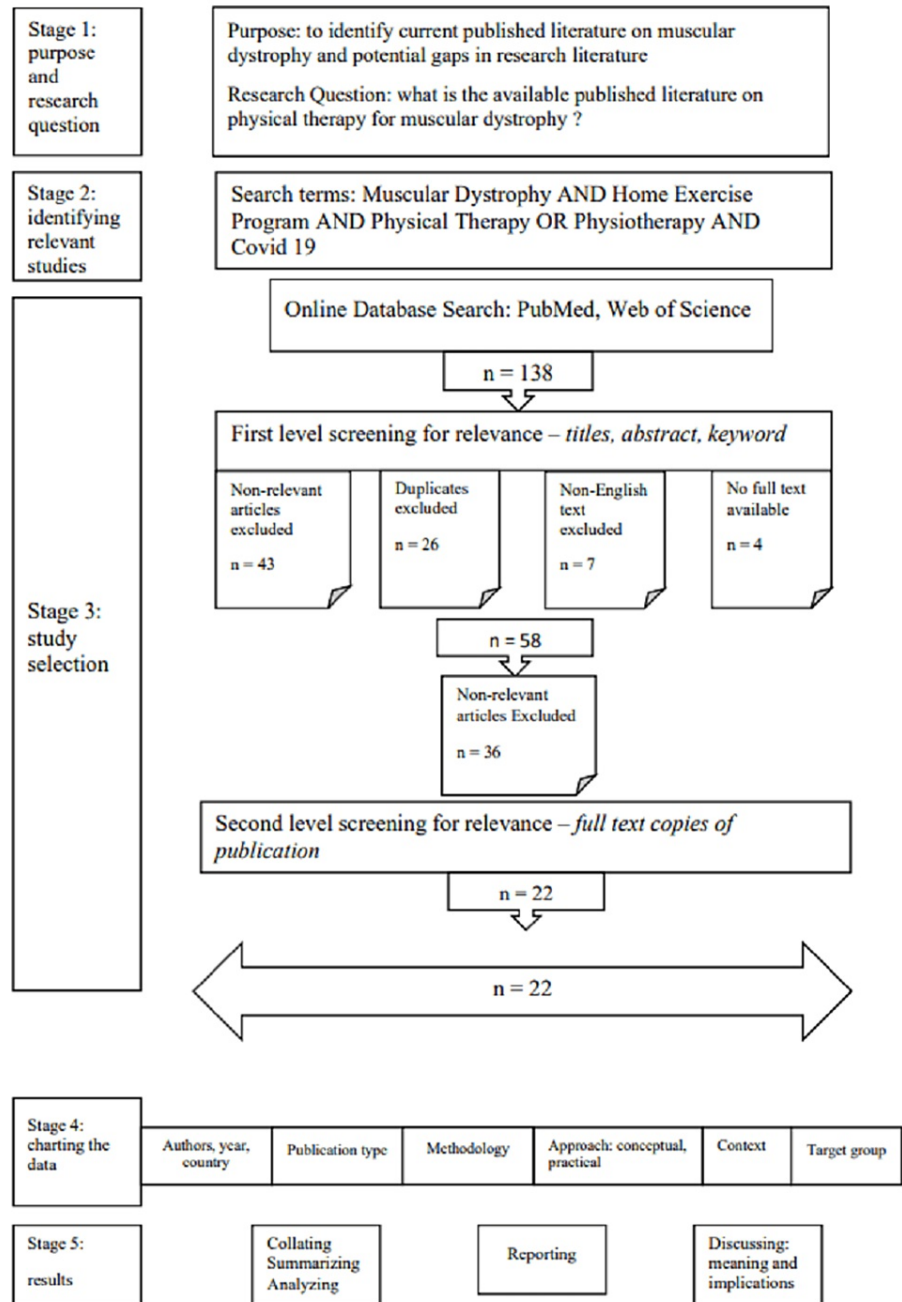 Stage 1:
purpose
and
research
question
Purpose: to identify current published literature on muscular
dystrophy and potential gaps in research literature
Research Question: what is the available published literature on
physical therapy for muscular dystrophy ?
Stage 2:
identifying
relevant
studies
Search terms: Muscular Dystrophy AND Home Exercise
Program AND Physical Therapy OR Physiotherapy AND
Covid 19
Stage 3:
study
selection
Online Database Search: PubMed, Web of Science
n = 138
First level screening for relevance – titles, abstract, keyword
Non-relevant
articles
excluded
n = 43
Duplicates
excluded
n = 26
Non-English
text
excluded
n = 7
No full text
available
n = 4
n = 58
Non-relevant
articles Excluded
n = 36
Second level screening for relevance – full text copies of
publication
n = 22
n = 22
Stage 4:
charting the
data
Authors, year,
country
Publication type
Methodology
Approach: conceptual,
practical
Context
Target group
Stage 5:
results
Collating
Summarizing
Analyzing
Reporting
Discussing:
meaning and
implications